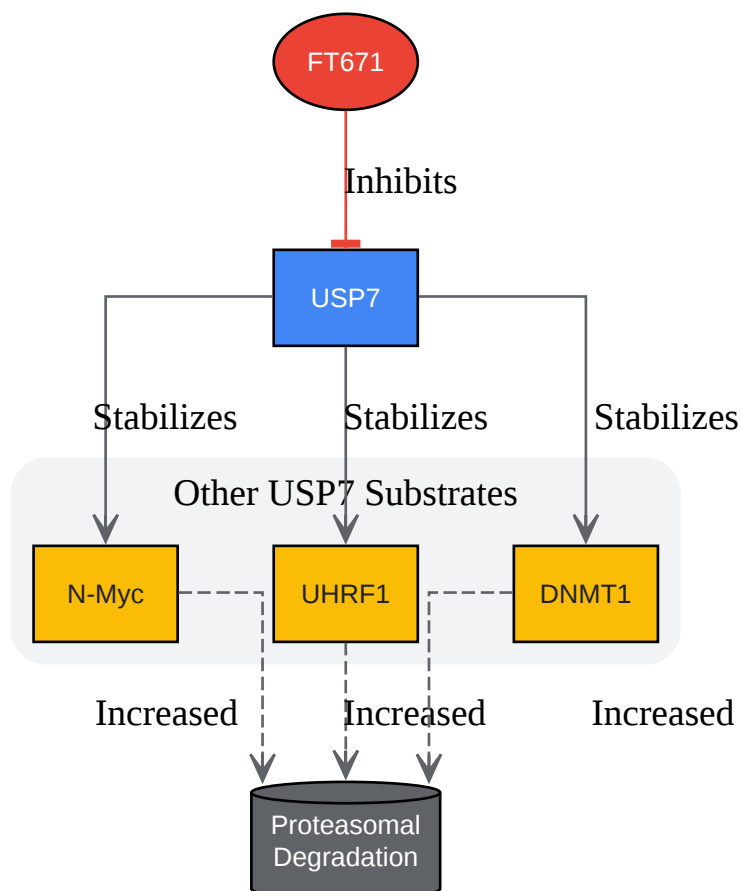 FT671
Inhibits
USP7
Stabilizes Stabilizes Stabilizes
Other USP7 Substrates
N-Myc UHRF1 DNMT1
Increased Increased Increased
Proteasomal
Degradation